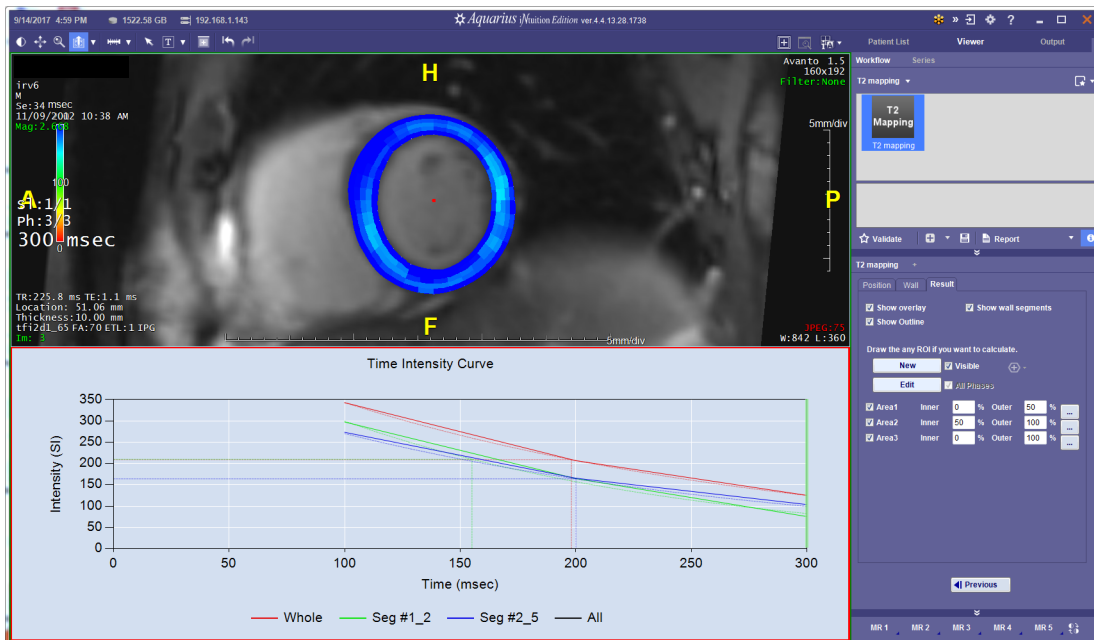 9/14/2017 4:59 PM 1522.58 GB 192.168.1.143 Aquarius iNtuition Edition ver.4.4.13.28.1738
Patient List Viewer Output
Workflow Series
T2 mapping
T2
Mapping
T2 mapping
Validate Report
T2 mapping +
Position Wall Result
Show overlay Show wall segments
Show Outline
Draw the any ROI if you want to calculate.
New Visible
Edit All Phases
Area1 Inner 0 % Outer 50 % ...
Area2 Inner 50 % Outer 100 % ...
Area3 Inner 0 % Outer 100 % ...
Previous
MR 1 MR 2 MR 3 MR 4 MR 5
irv6
M
Se:34 msec
11/09/2002 10:38 AM
100
A
Ph:3/3
300 msec
0
TR:225.8 ms TE:1.1 ms
Location: 51.06 mm
Thickness:10.00 mm
tfi2d1_65 FA:70 ETL:1 IPG
Im: 3
H
F
P
Avanto 1.5
160x192
Filter:None
5mm/div
5mm/div
JPEG:75
W:842 L:360
Time Intensity Curve
Intensity (SI)
350
300
250
200
150
100
50
0
0 50 100 150 200 250 300
Time (msec)
Whole Seg #1_2 Seg #2_5 All